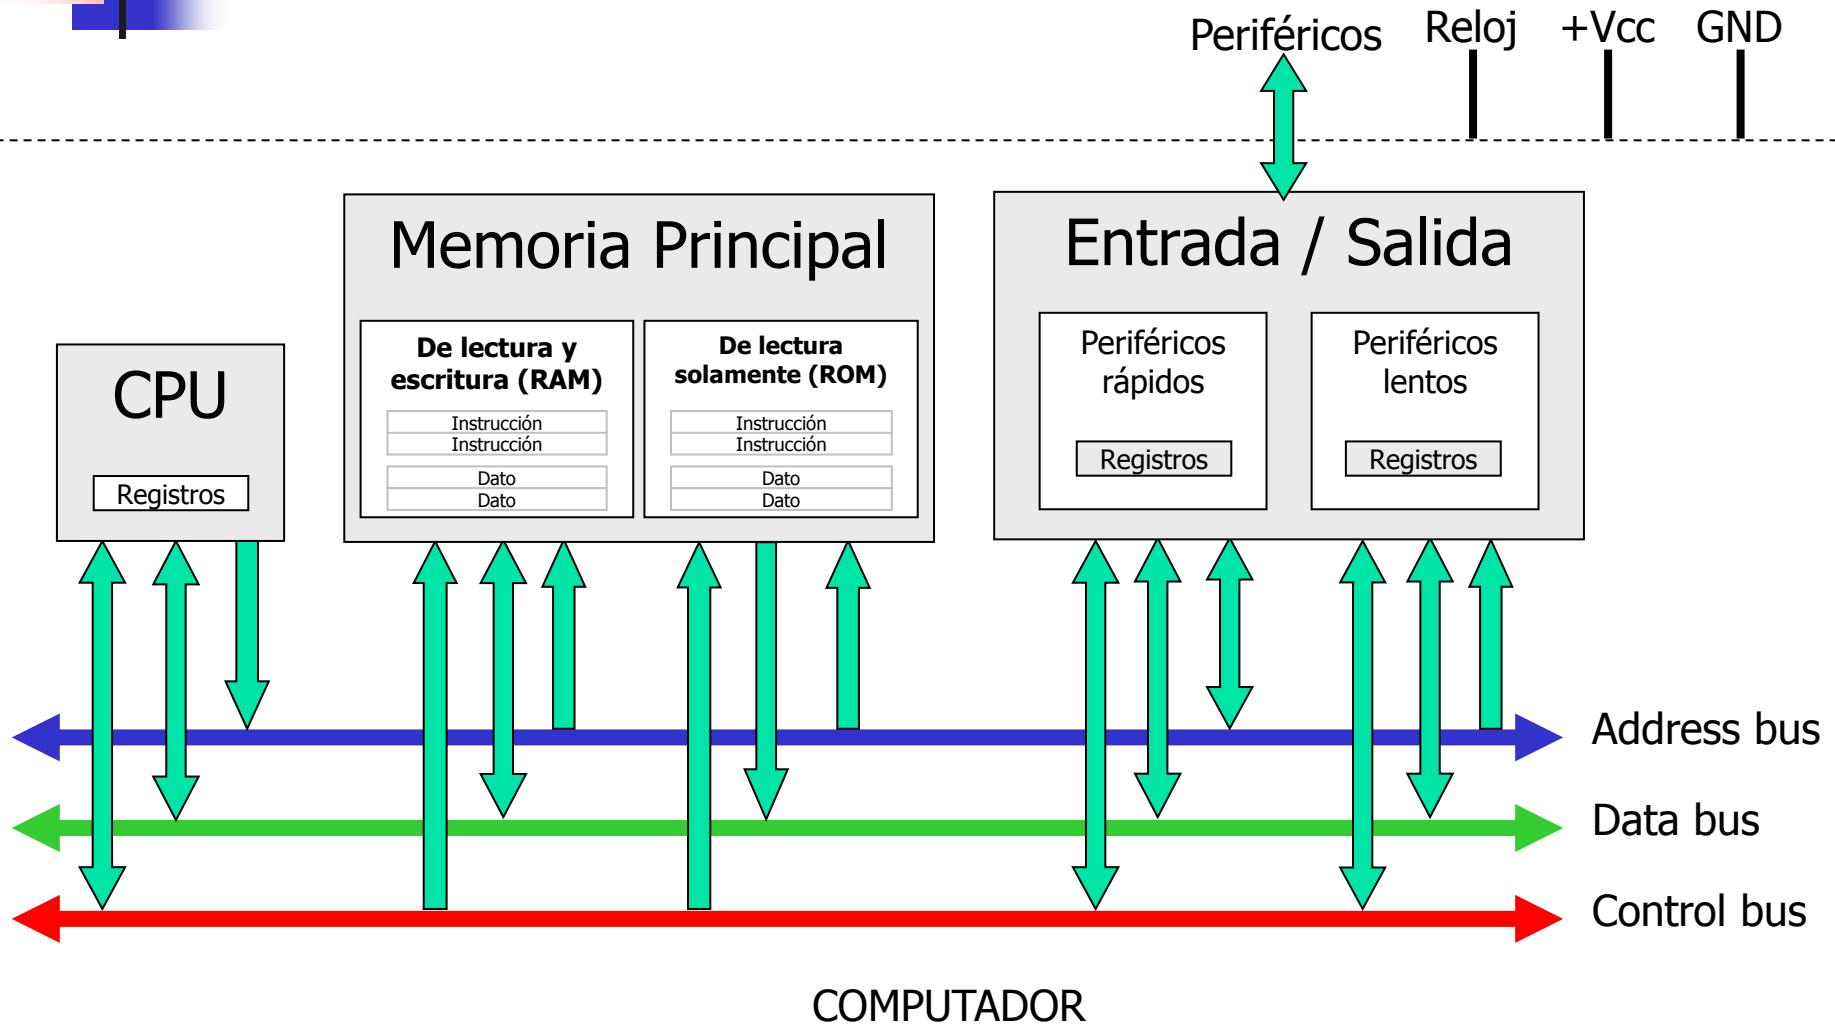 Periféricos
Reloj
+Vcc
GND
Memoria Principal
De lectura y
escritura (RAM)
Instrucción
Instrucción
Dato
Dato
De lectura
solamente (ROM)
Instrucción
Instrucción
Dato
Dato
Entrada / Salida
Periféricos
rápidos
Registros
Periféricos
lentos
Registros
CPU
Registros
Address bus
Data bus
Control bus
COMPUTADOR